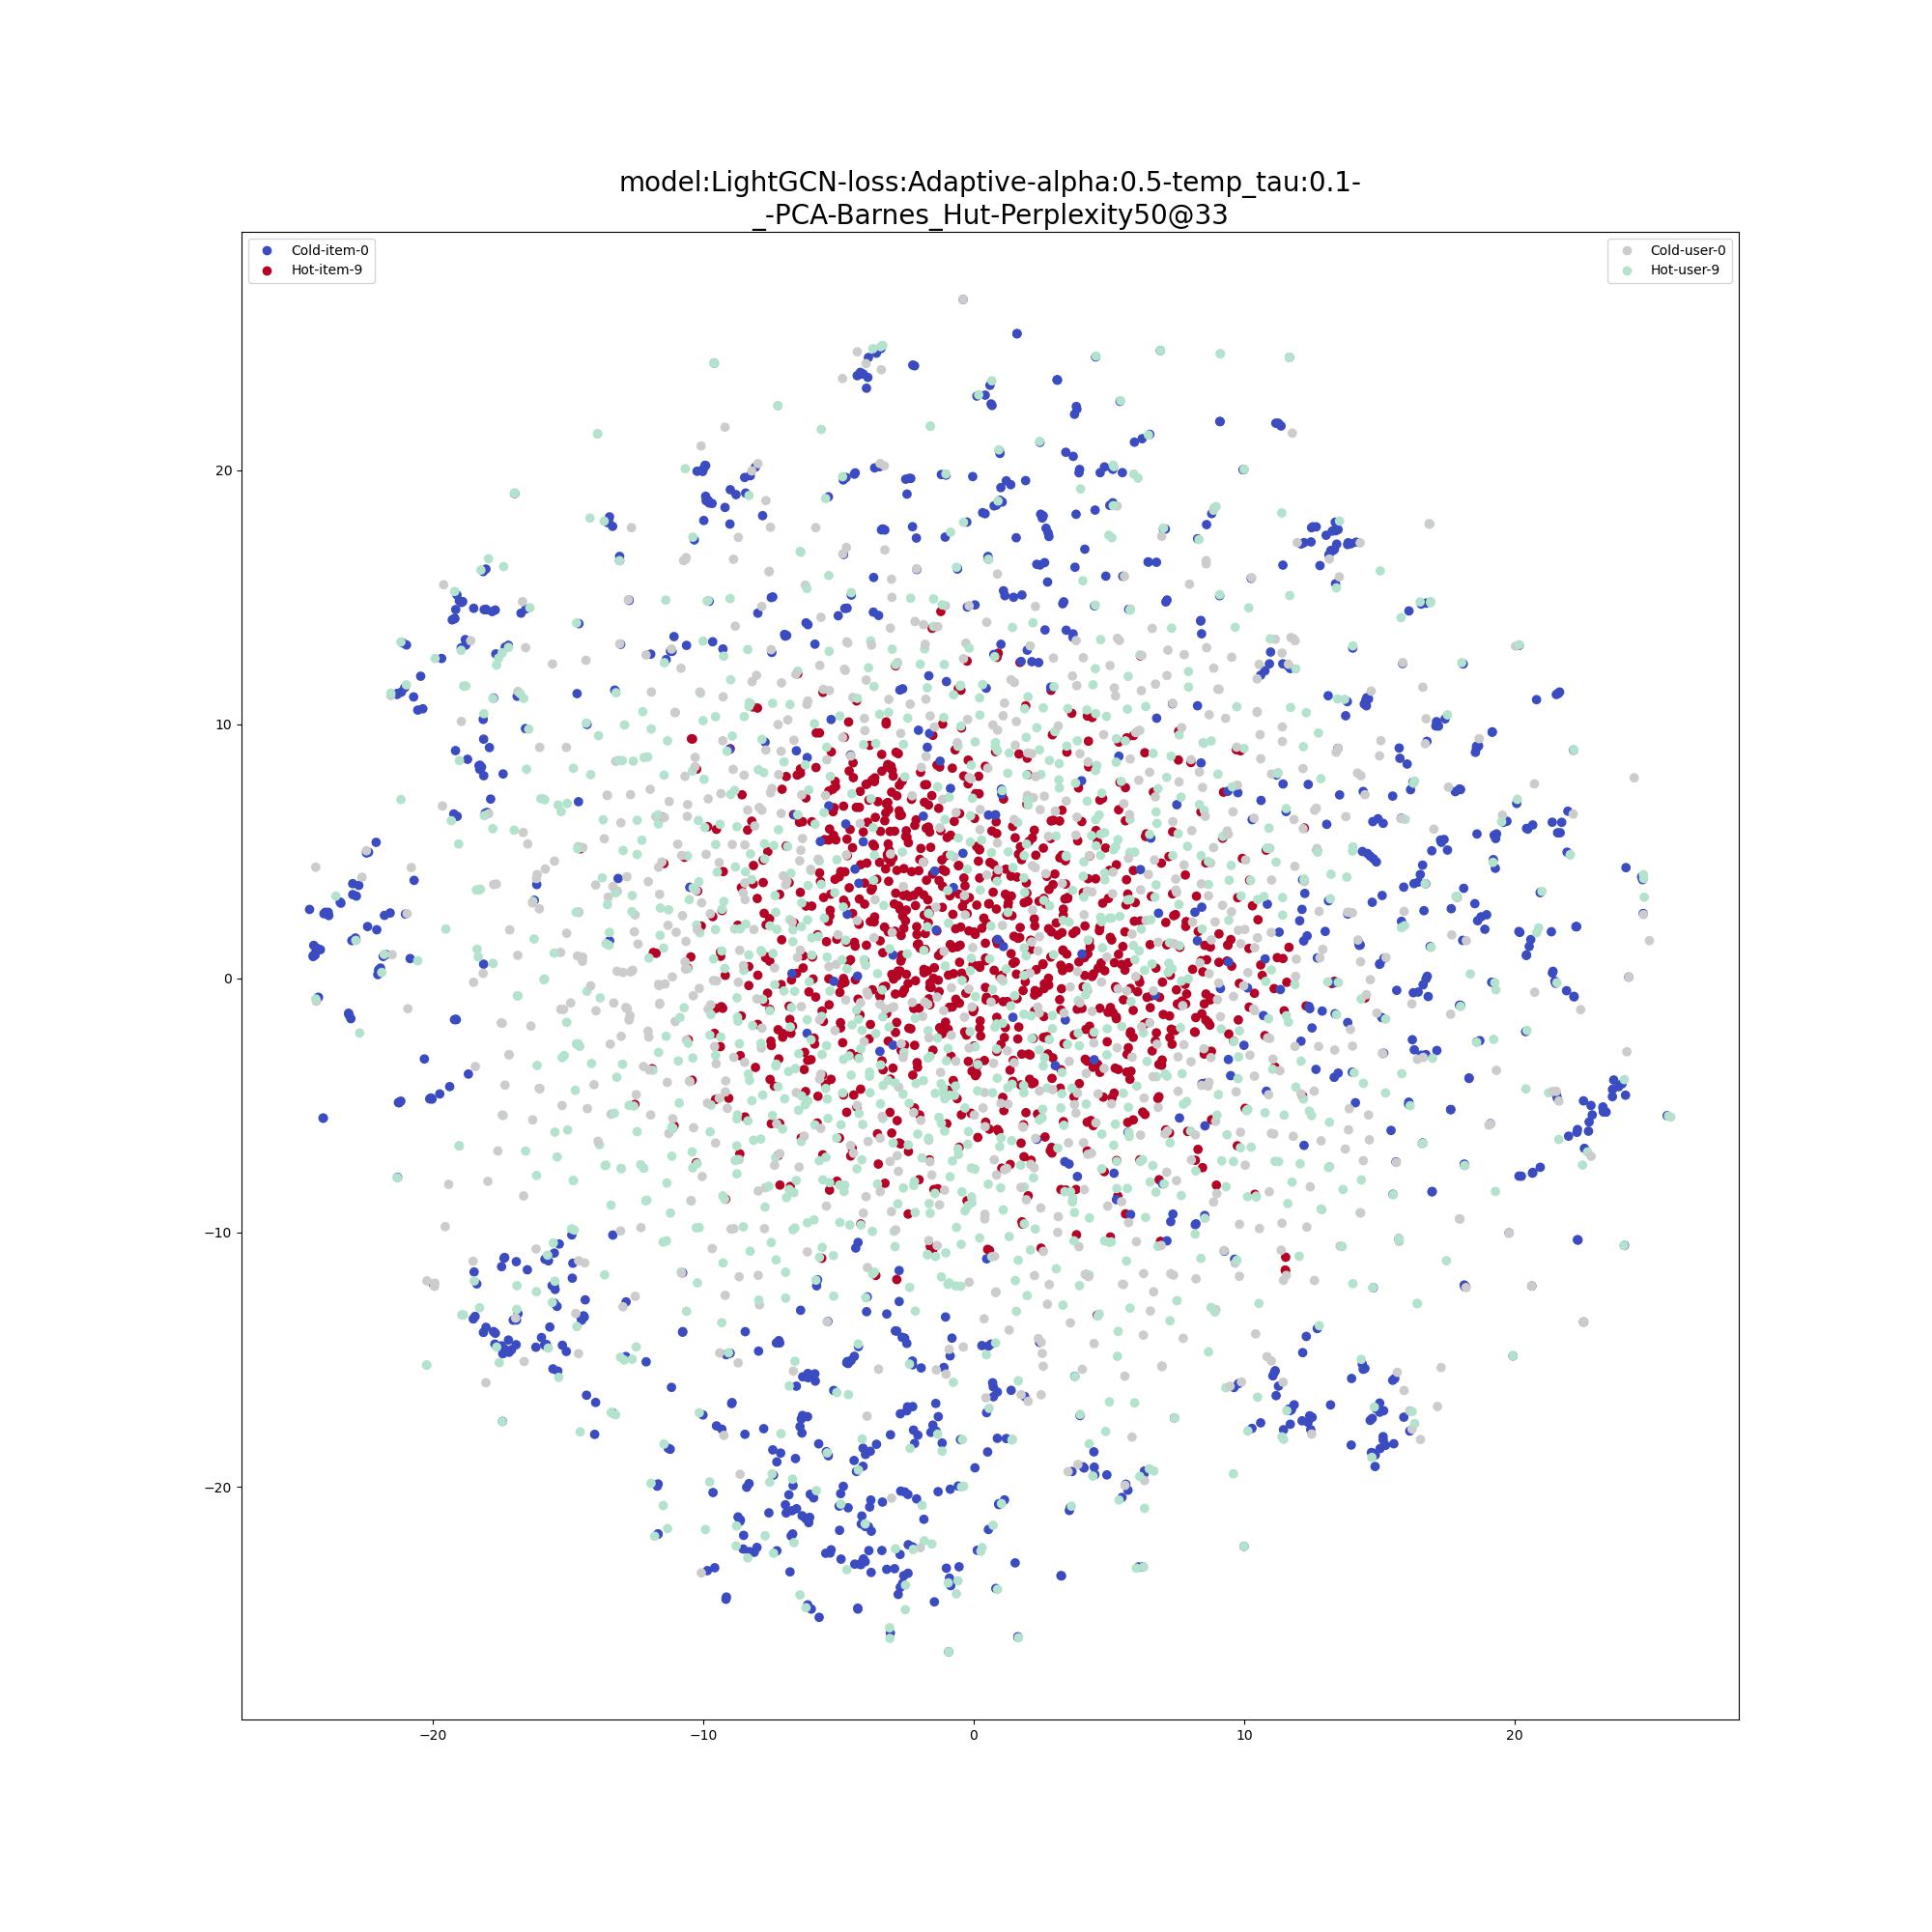 model:LightGCN-loss:Adaptive-alpha:0.5-temp_tau:0.1-
_-PCA-Barnes_Hut-Perplexity50@33
Cold-item-0
Hot-item-9
Cold-user-0
Hot-user-9
20
10
0
−10
−20
−20
−10
0
10
20